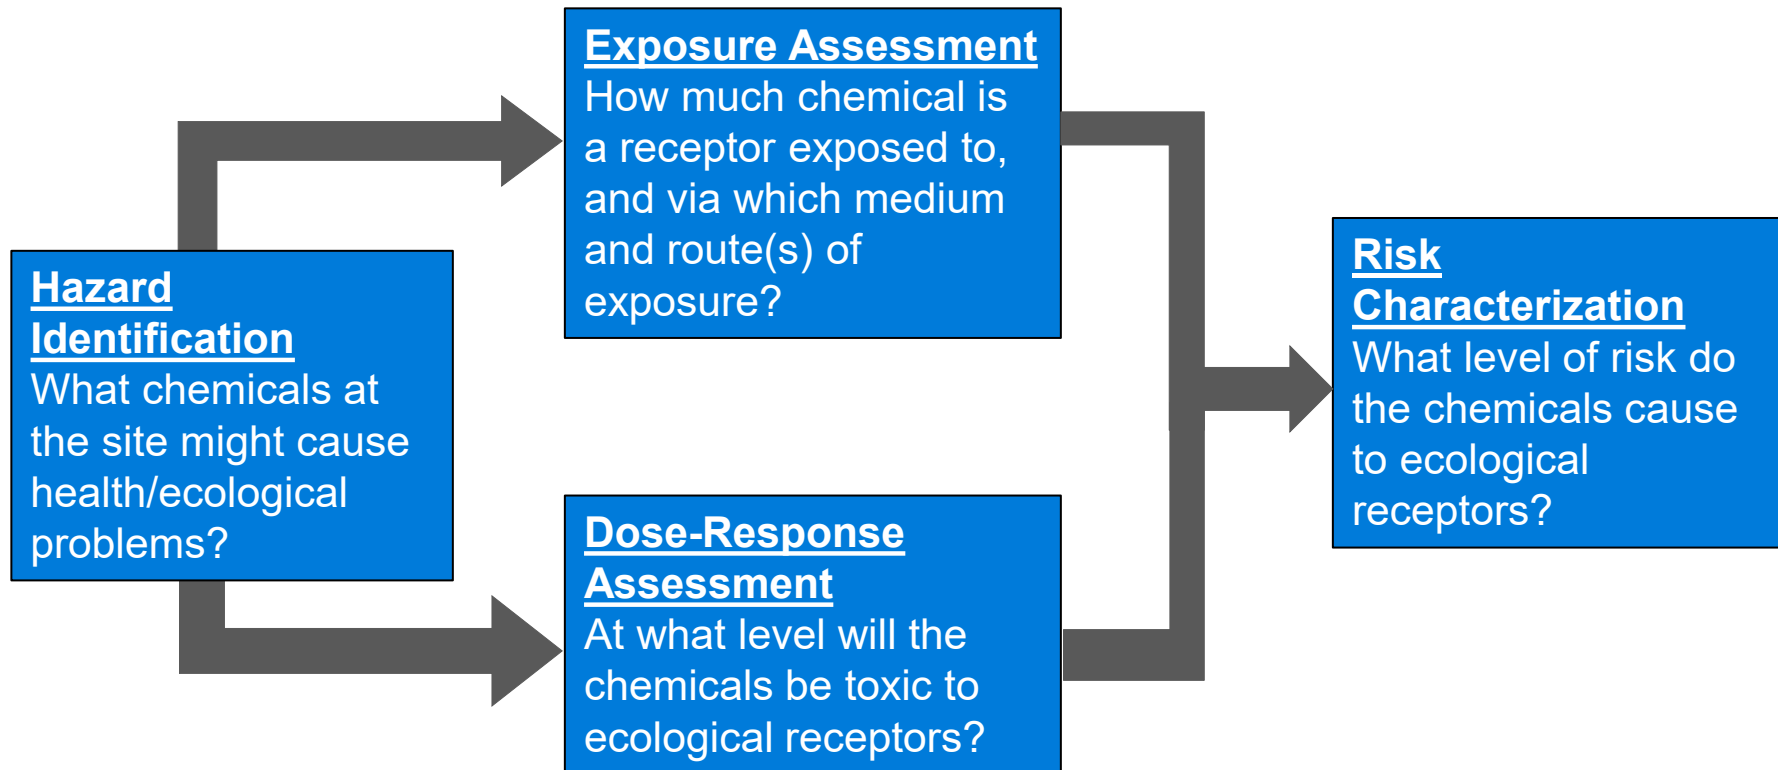 Exposure Assessment
How much chemical is
a receptor exposed to,
and via which medium
and route(s) of
exposure?
Hazard
Identification
What chemicals at
the site might cause
health/ecological
problems?
Dose-Response
Assessment
At what level will the
chemicals be toxic to
ecological receptors?
Risk
Characterization
What level of risk do
the chemicals cause
to ecological
receptors?